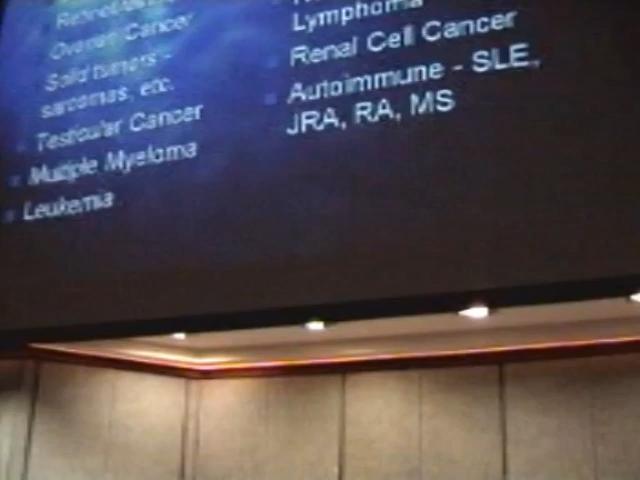 Ovarian Cancer
Solid tumors -
sarcomas, etc.
Testicular Cancer
Multiple Myeloma
Leukemia
Lymphoma
Renal Cell Cancer
Autoimmune - SLE,
JRA, RA, MS